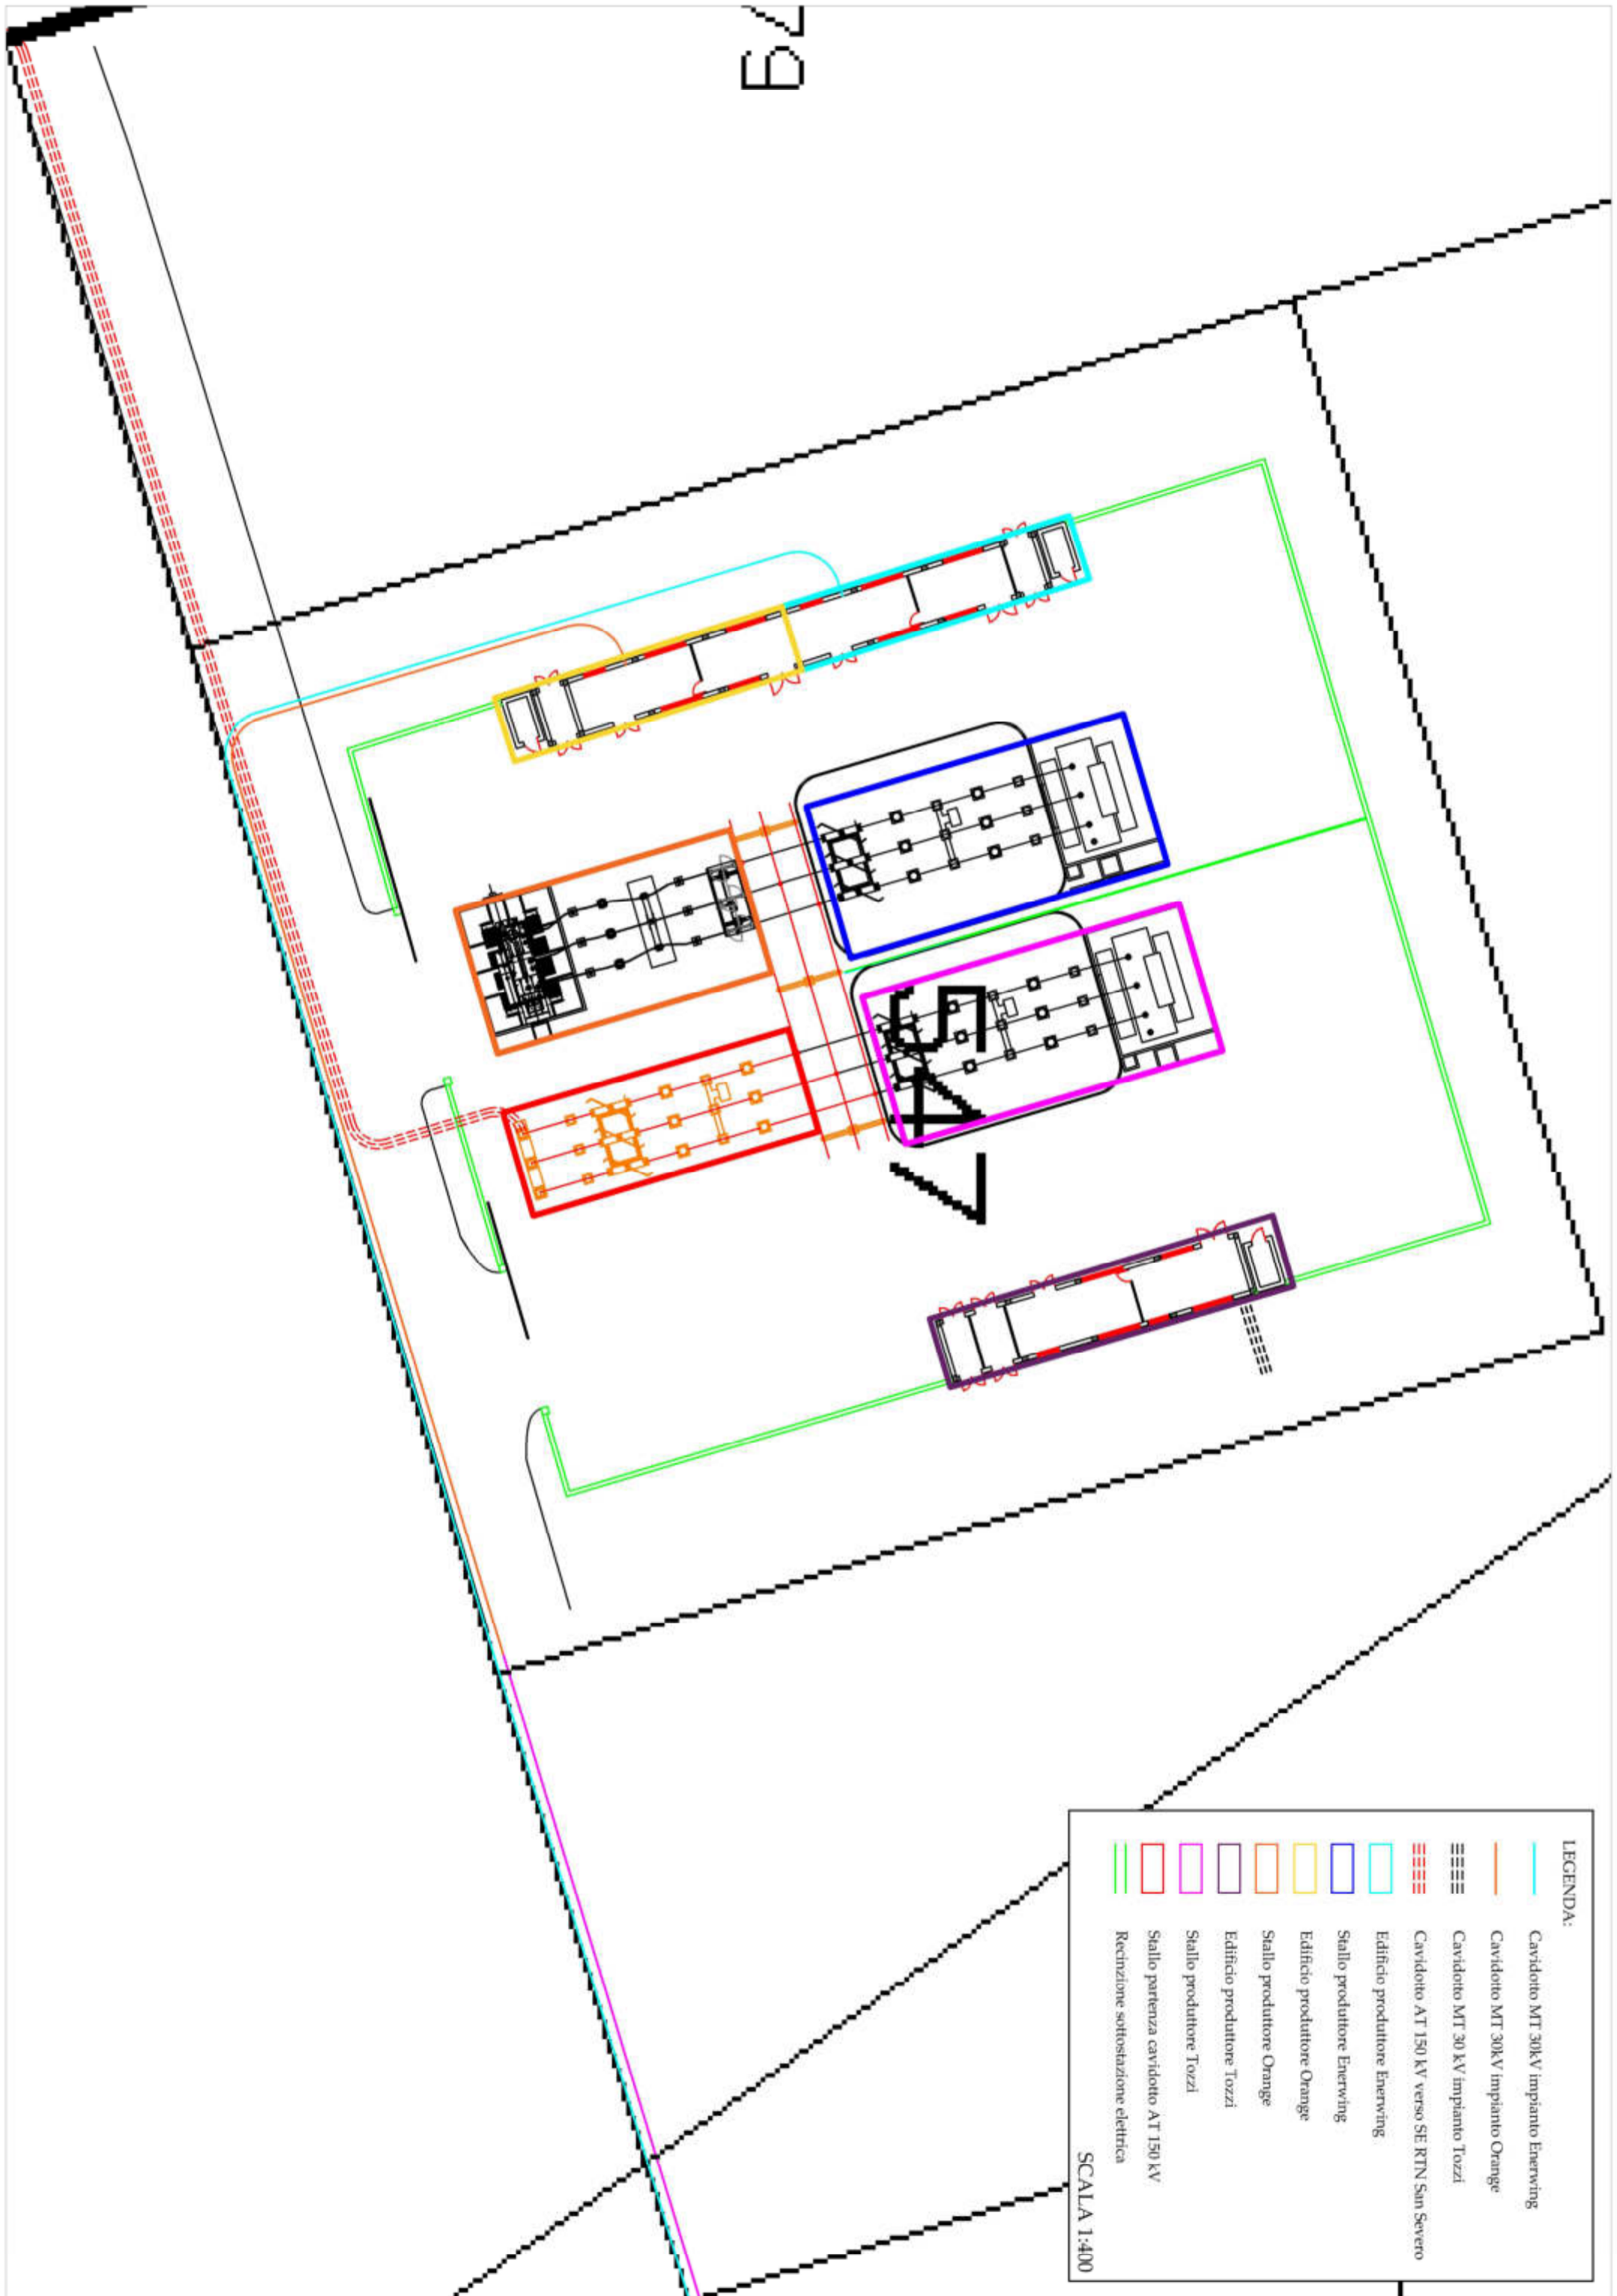 547
LEGENDA:
Cavidotto MT 30kV impianto Enerwing
Cavidotto MT 30kV impianto Orange
Cavidotto MT 30 kV impianto Tozzi
Cavidotto AT 150 kV verso SE RTN San Severo
Edificio produttore Enerwing
Stallo produttore Enerwing
Edificio produttore Orange
Stallo produttore Orange
Edificio produttore Tozzi
Stallo produttore Tozzi
Stallo partenza cavidotto AT 150 kV
Recinzione sottostazione elettrica
SCALA 1:400